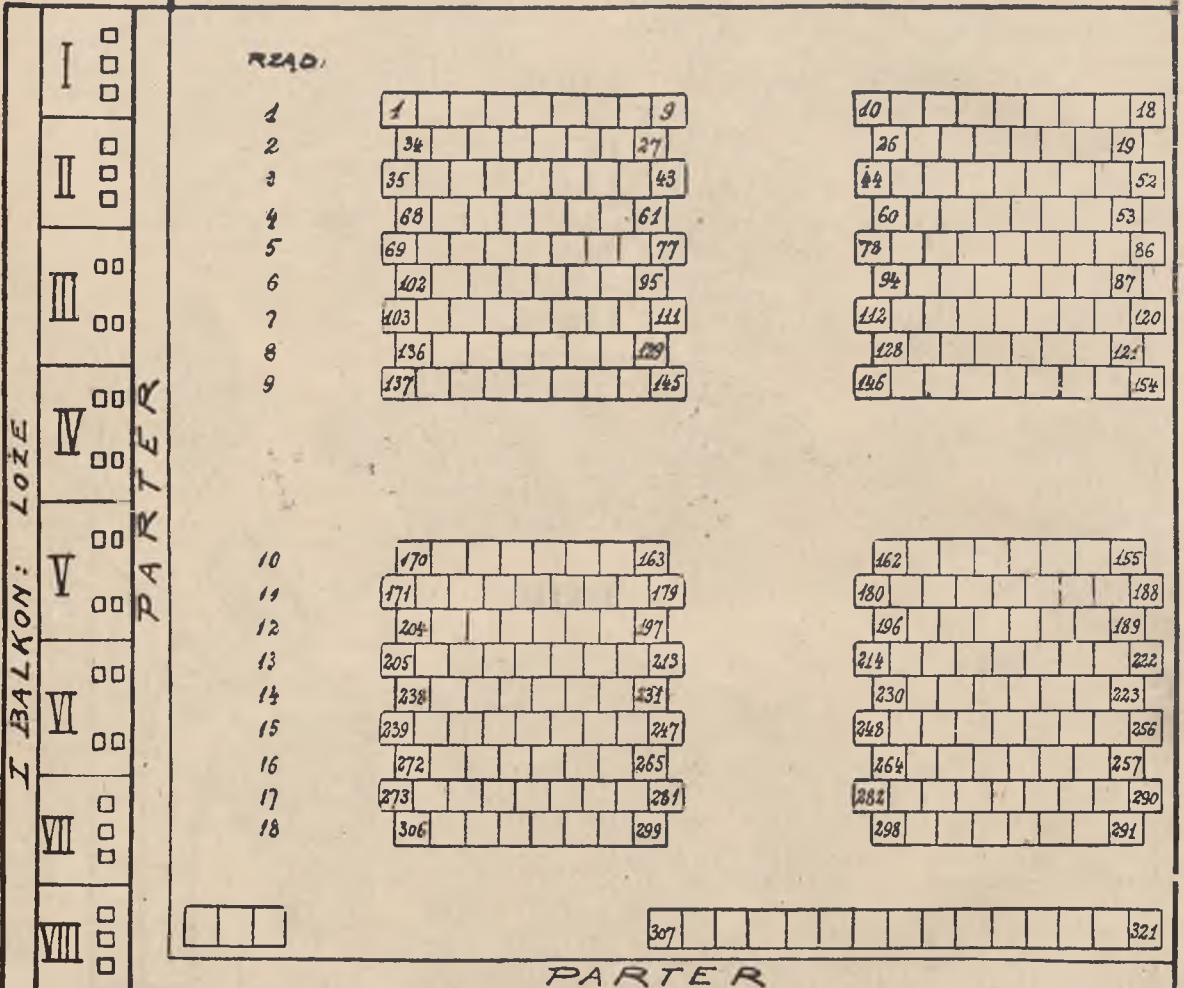 I BALKON: LOŻE
I
II
III
IV
V
VI
VII
VIII
PARTER
RZĄD:
1 1 9 10 18
2 34 27 26 19
3 35 43 44 52
4 68 61 60 53
5 69 77 78 86
6 102 95 94 87
7 103 111 112 120
8 136 129 128 121
9 137 145 146 154
10 170 163 162 155
11 171 179 180 188
12 204 197 196 189
13 205 213 214 222
14 238 231 230 223
15 239 247 248 256
16 272 265 264 257
17 273 281 282 290
18 306 299 298 291
307 321
PARTER